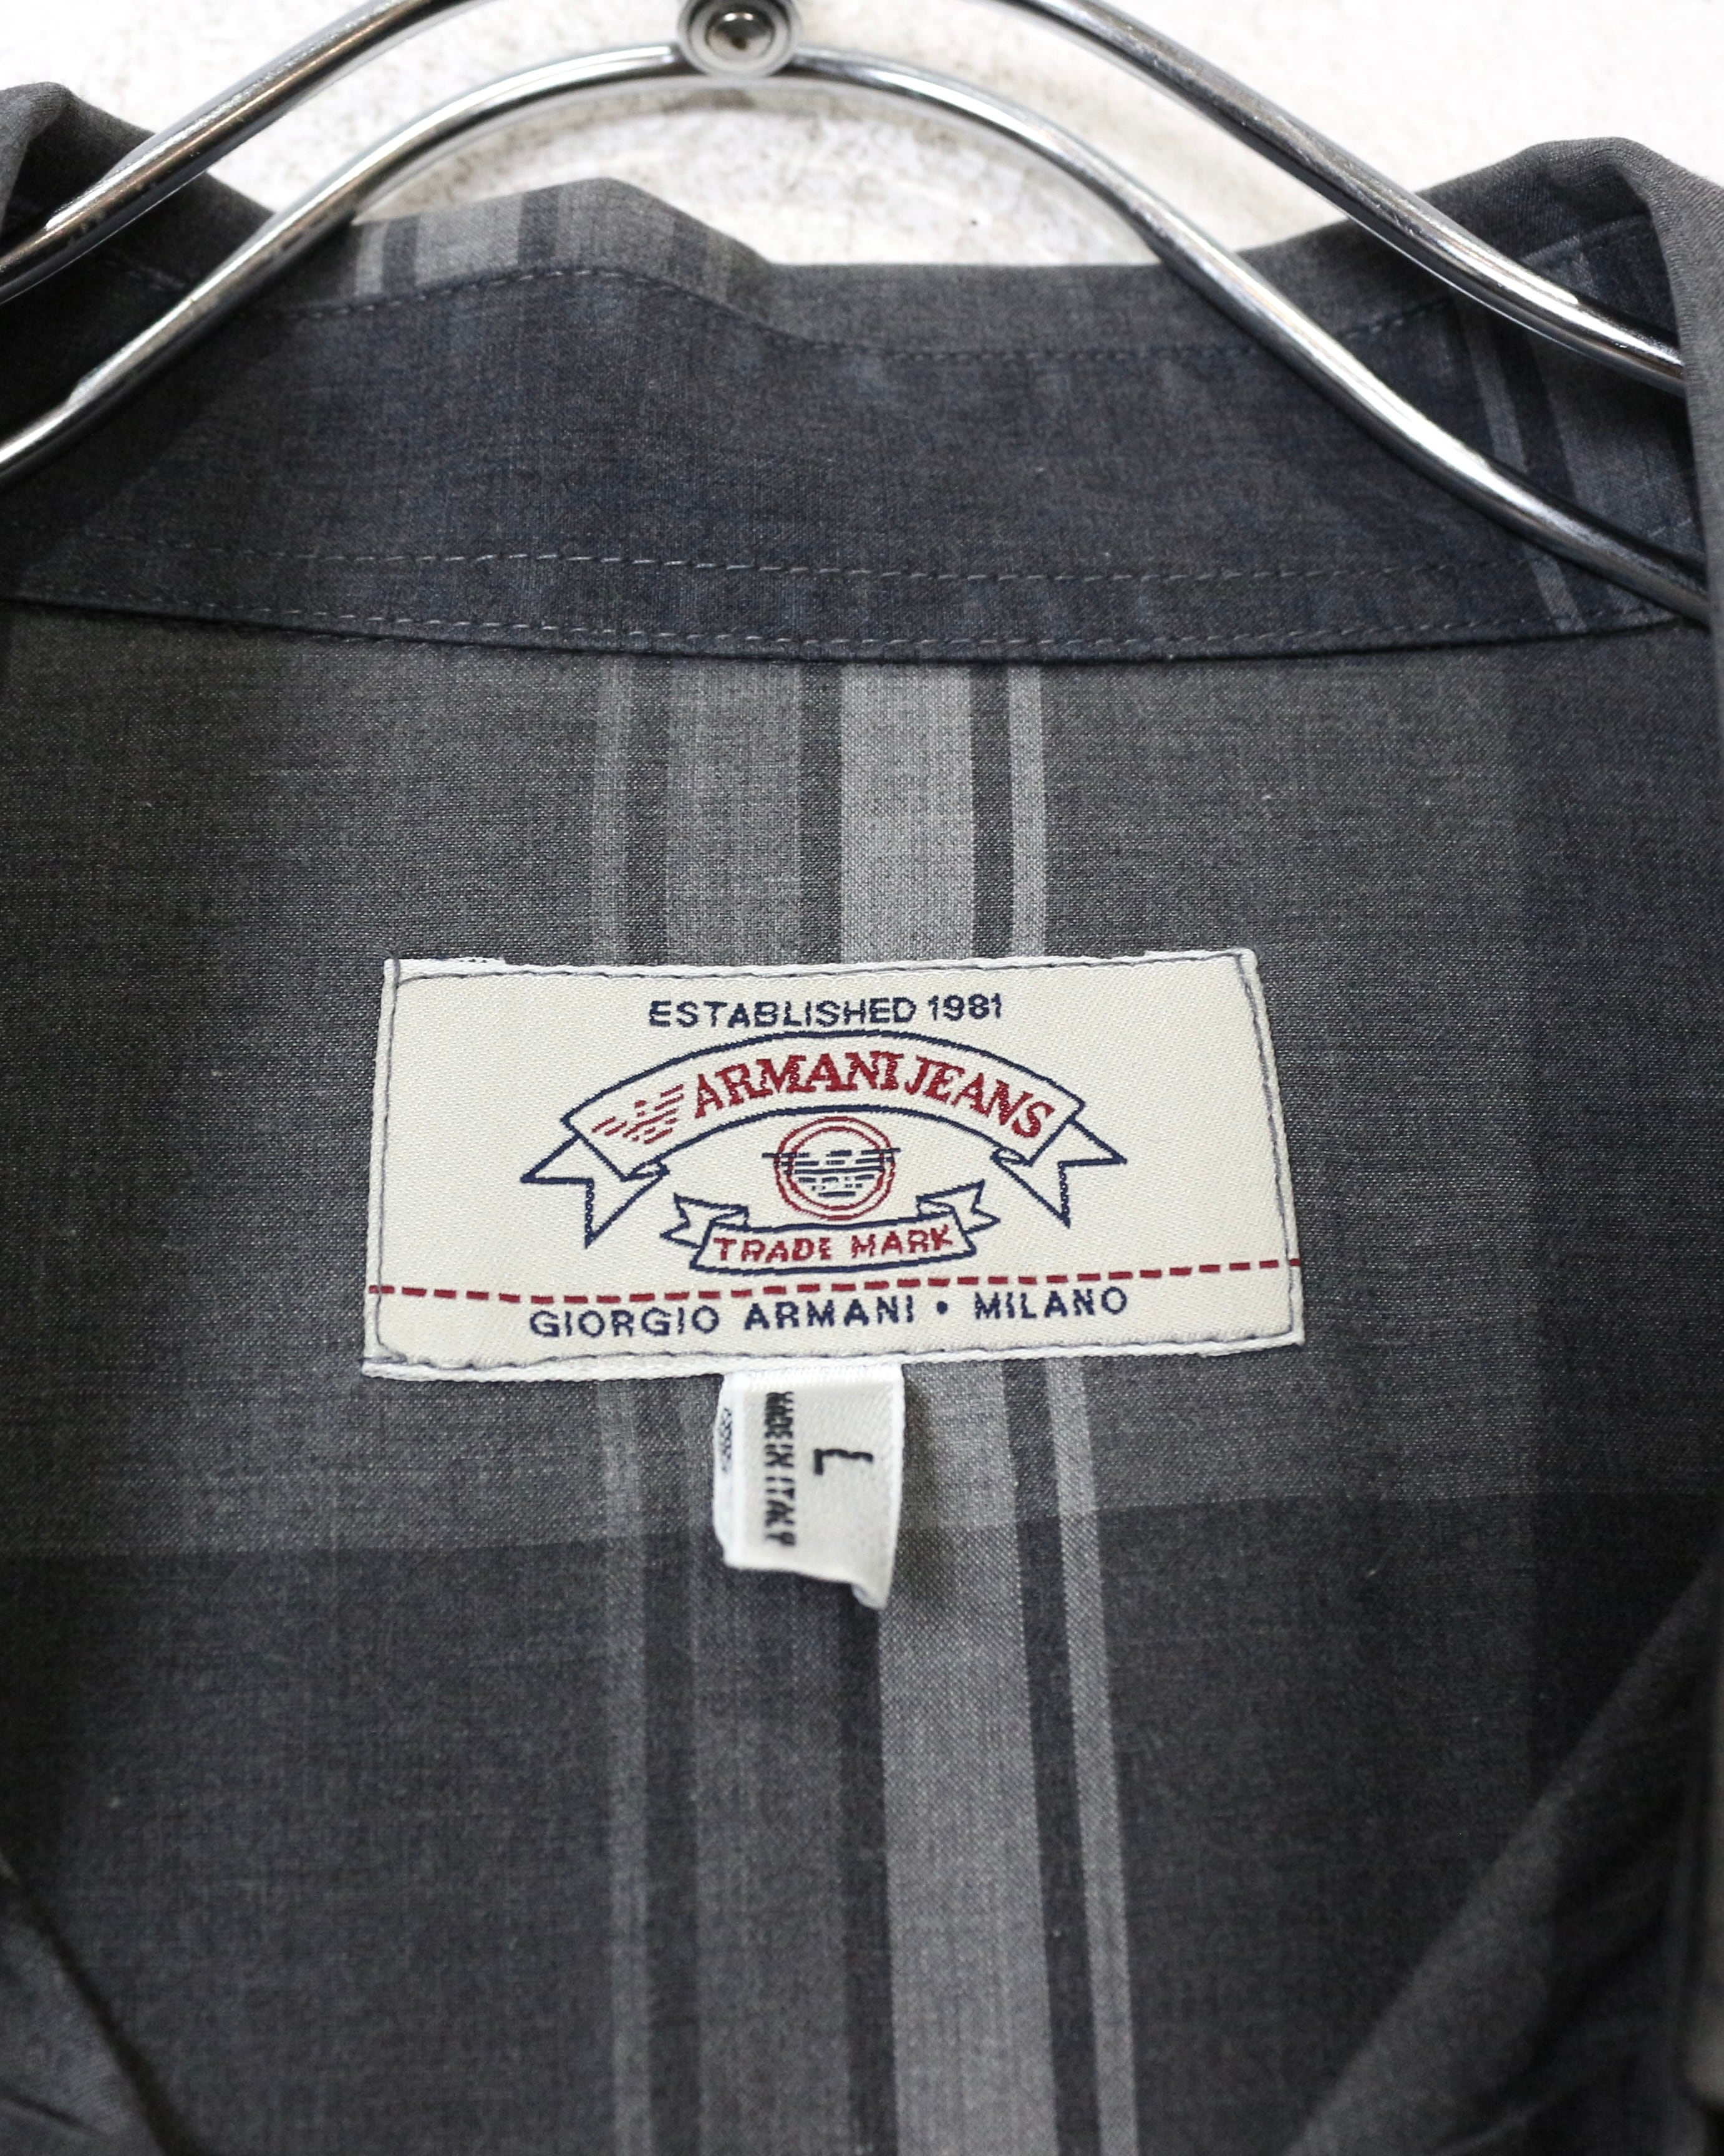 ESTABLISHED 1981
ARMANI JEANS
TRADE MARK
GIORGIO ARMANI • MILANO
L
MADE IN ITALY